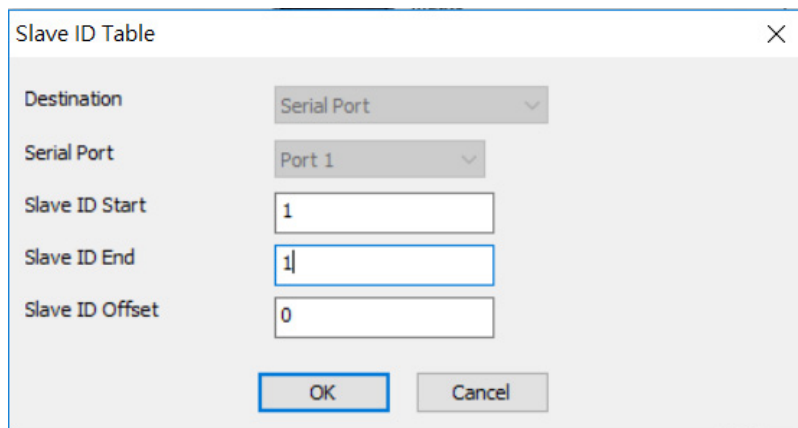 Slave ID Table
Destination Serial Port
Serial Port Port 1
Slave ID Start 1
Slave ID End 1
Slave ID Offset 0
OK Cancel